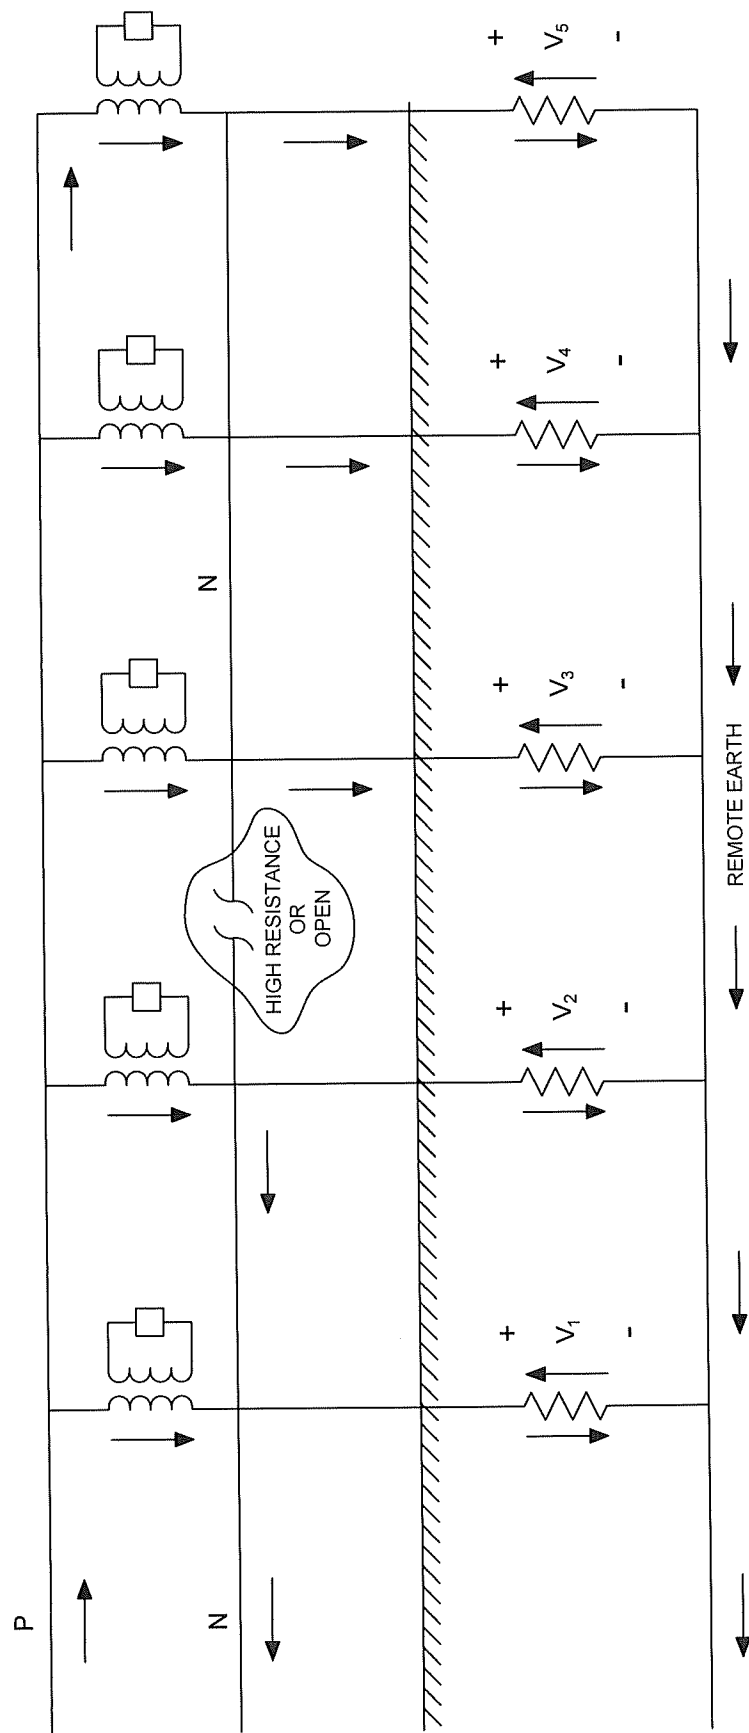 P
N
N
HIGH RESISTANCE
OR
OPEN
+ V1 -
+ V2 -
+ V3 -
+ V4 -
+ V5 -
REMOTE EARTH